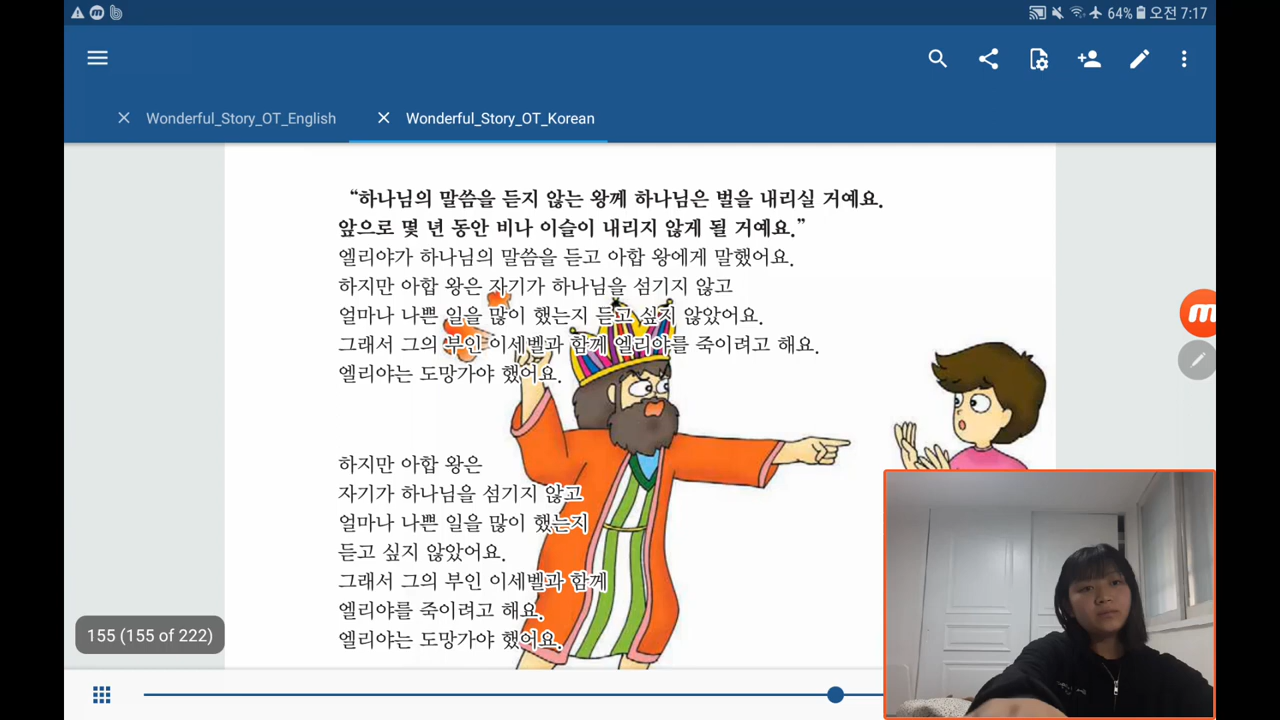 64% 오전 7:17
Wonderful_Story_OT_English
Wonderful_Story_OT_Korean
“하나님의 말씀을 듣지 않는 왕께 하나님은 벌을 내리실 거예요.
앞으로 몇 년 동안 비나 이슬이 내리지 않게 될 거예요.”
엘리야가 하나님의 말씀을 듣고 아합 왕에게 말했어요.
하지만 아합 왕은 자기가 하나님을 섬기지 않고
얼마나 나쁜 일을 많이 했는지 듣고 싶지 않았어요.
그래서 그의 부인 이세벨과 함께 엘리야를 죽이려고 해요.
엘리야는 도망가야 했어요.
하지만 아합 왕은
자기가 하나님을 섬기지 않고
얼마나 나쁜 일을 많이 했는지
듣고 싶지 않았어요.
그래서 그의 부인 이세벨과 함께
엘리야를 죽이려고 해요.
엘리야는 도망가야 했어요.
155 (155 of 222)